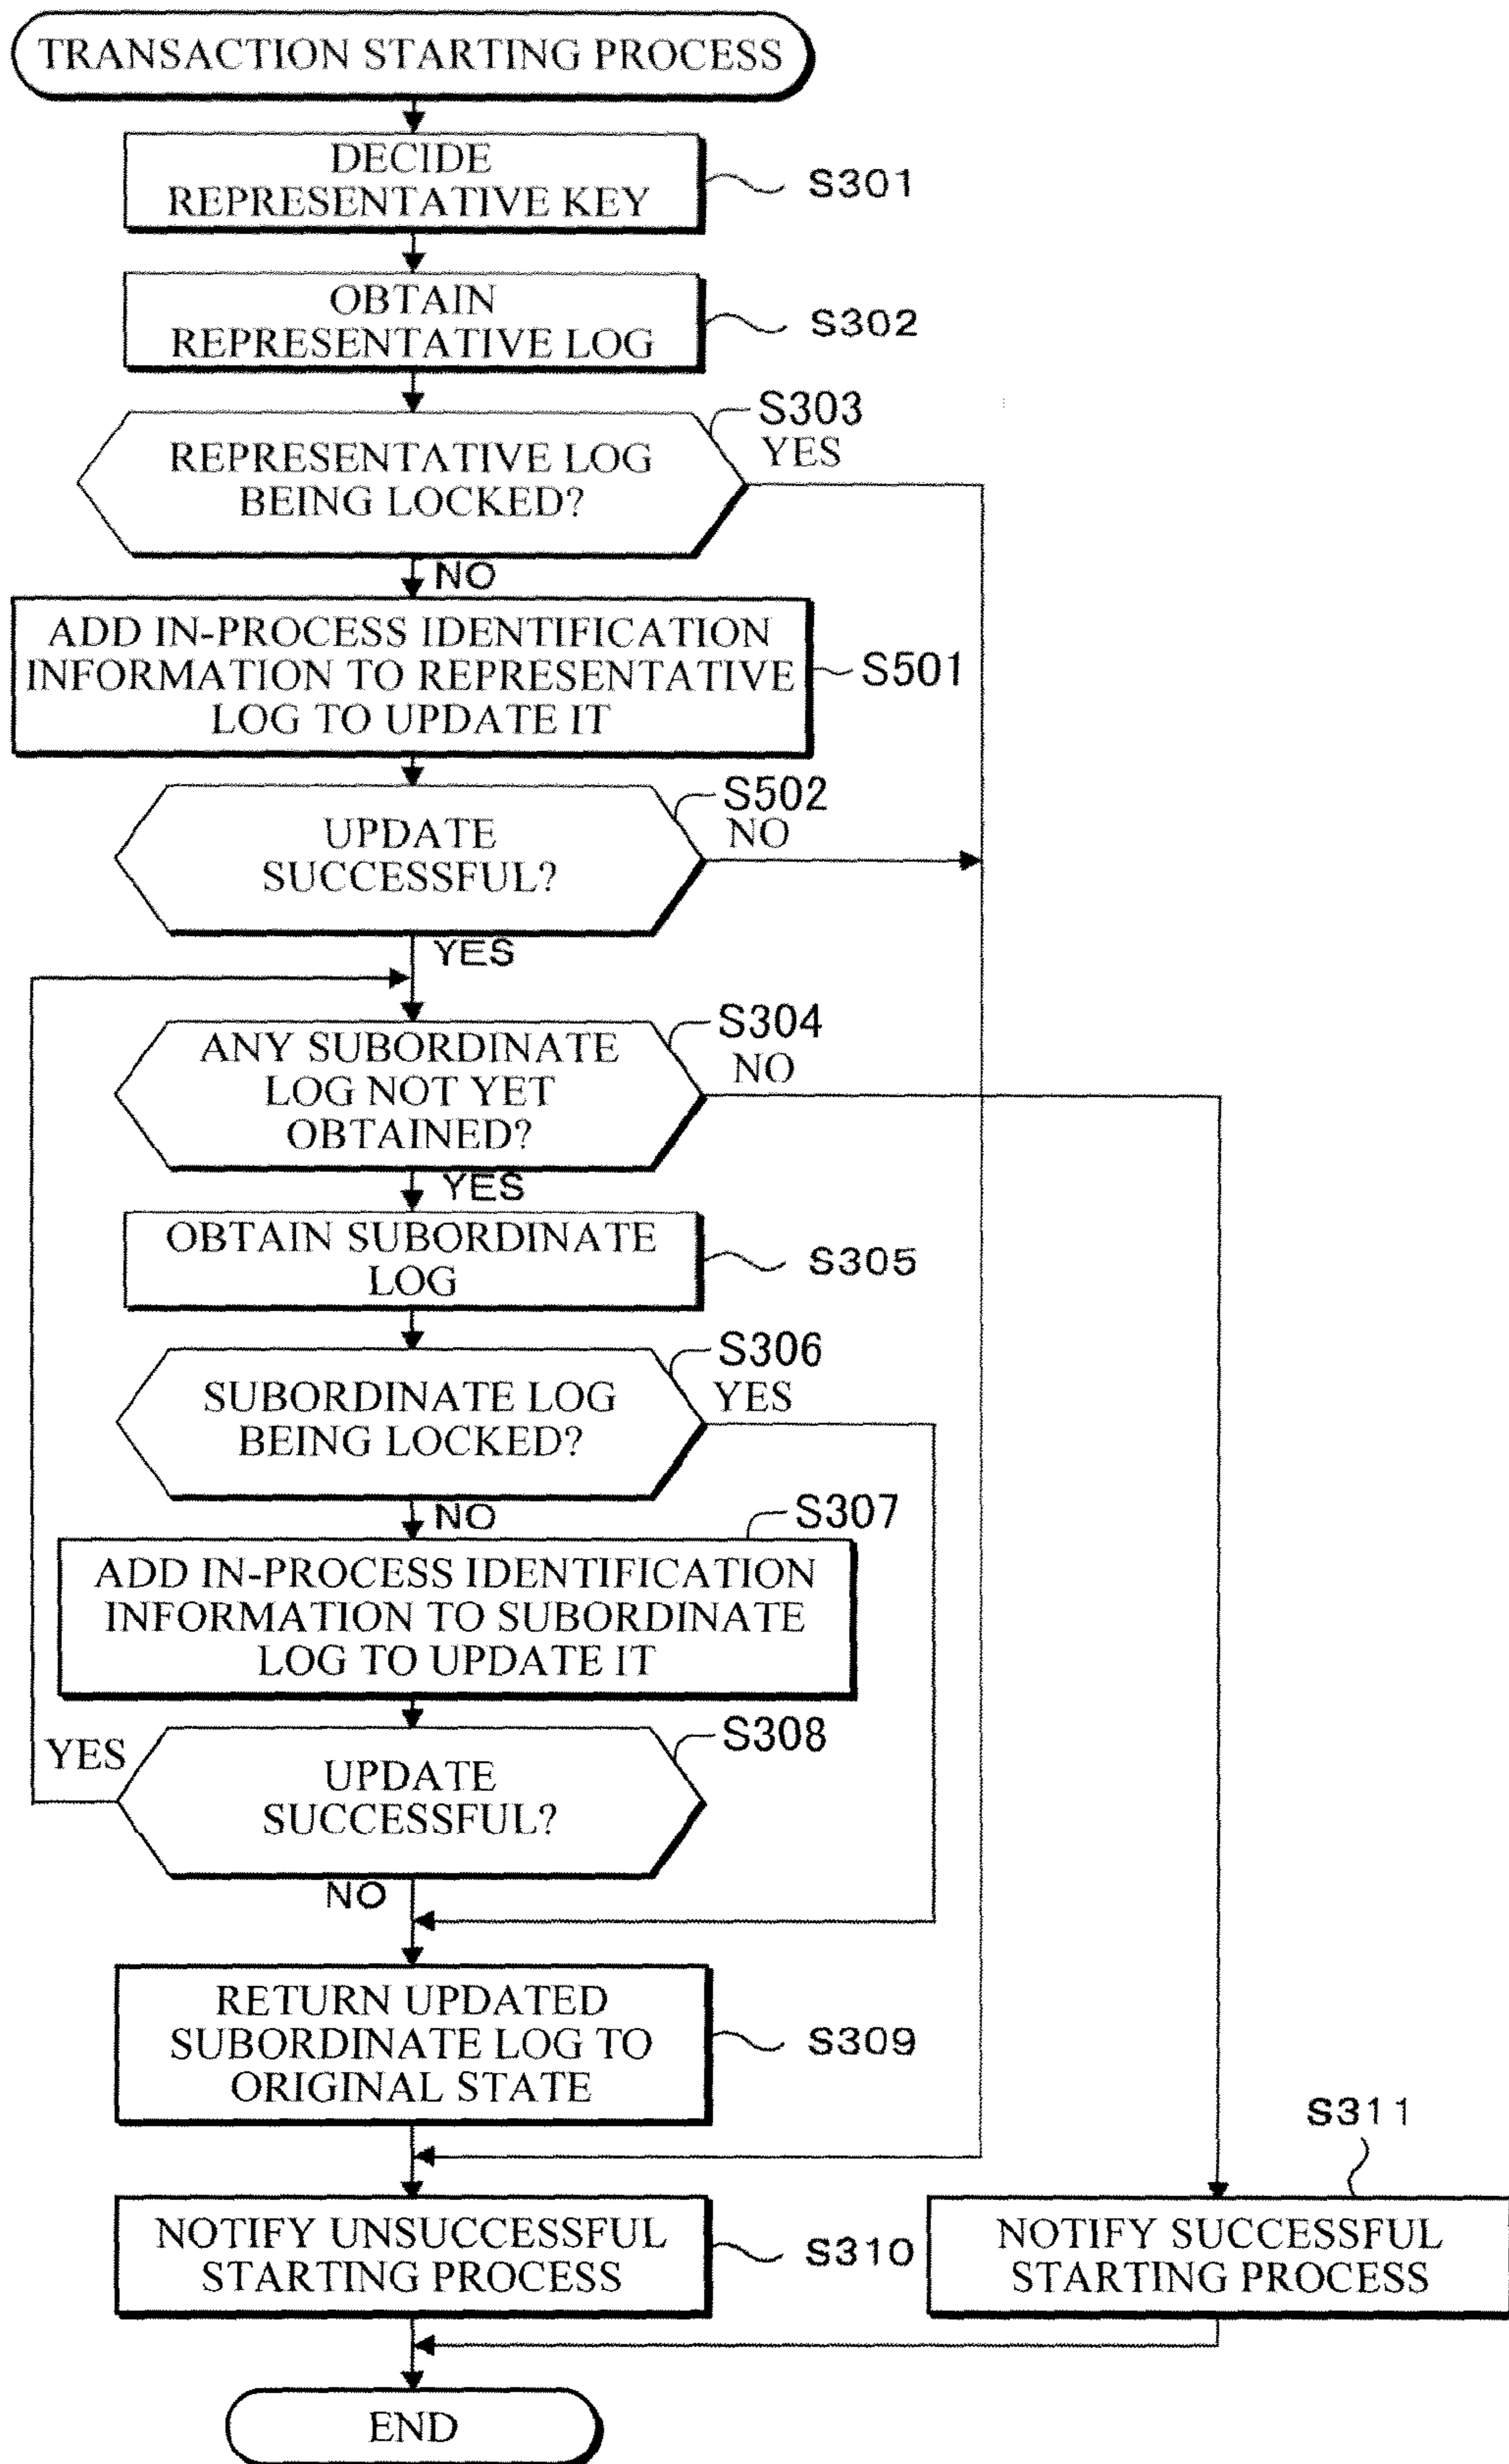 TRANSACTION STARTING PROCESS
DECIDE
REPRESENTATIVE KEY
S301
OBTAIN
REPRESENTATIVE LOG
S302
S303
REPRESENTATIVE LOG
BEING LOCKED?
YES
NO
ADD IN-PROCESS IDENTIFICATION
INFORMATION TO REPRESENTATIVE
LOG TO UPDATE IT
S501
S502
UPDATE
SUCCESSFUL?
NO
YES
S304
ANY SUBORDINATE
LOG NOT YET
OBTAINED?
NO
YES
OBTAIN SUBORDINATE
LOG
S305
S306
SUBORDINATE LOG
BEING LOCKED?
YES
NO
S307
ADD IN-PROCESS IDENTIFICATION
INFORMATION TO SUBORDINATE
LOG TO UPDATE IT
S308
YES
UPDATE
SUCCESSFUL?
NO
RETURN UPDATED
SUBORDINATE LOG TO
ORIGINAL STATE
S309
S311
NOTIFY UNSUCCESSFUL
STARTING PROCESS
S310
NOTIFY SUCCESSFUL
STARTING PROCESS
END